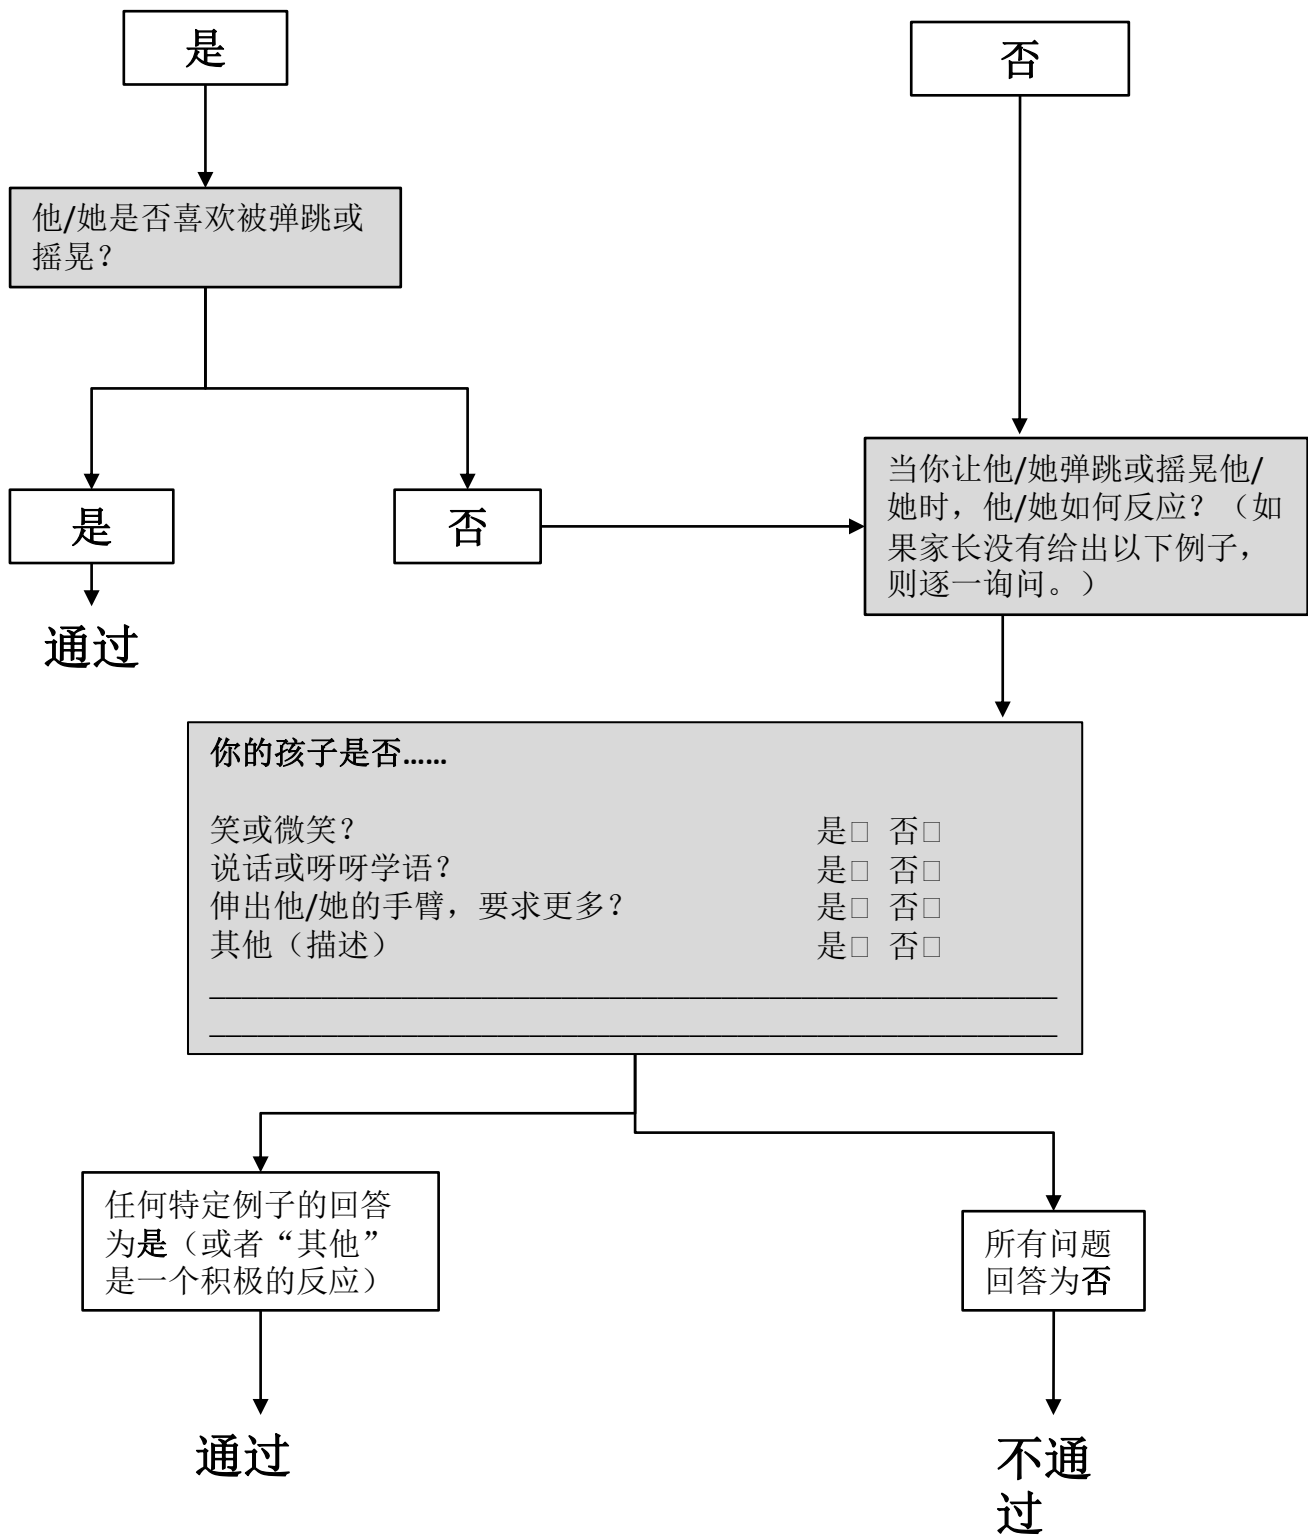 是
否
他/她是否喜欢被弹跳或
摇晃？
是
否
当你让他/她弹跳或摇晃他/
她时，他/她如何反应？（如
果家长没有给出以下例子，
则逐一询问。）
通过
你的孩子是否……
笑或微笑？ 是□ 否□
说话或呀呀学语？ 是□ 否□
伸出他/她的手臂，要求更多？ 是□ 否□
其他（描述） 是□ 否□
任何特定例子的回答
为是（或者“其他”
是一个积极的反应）
所有问题
回答为否
通过
不通
过